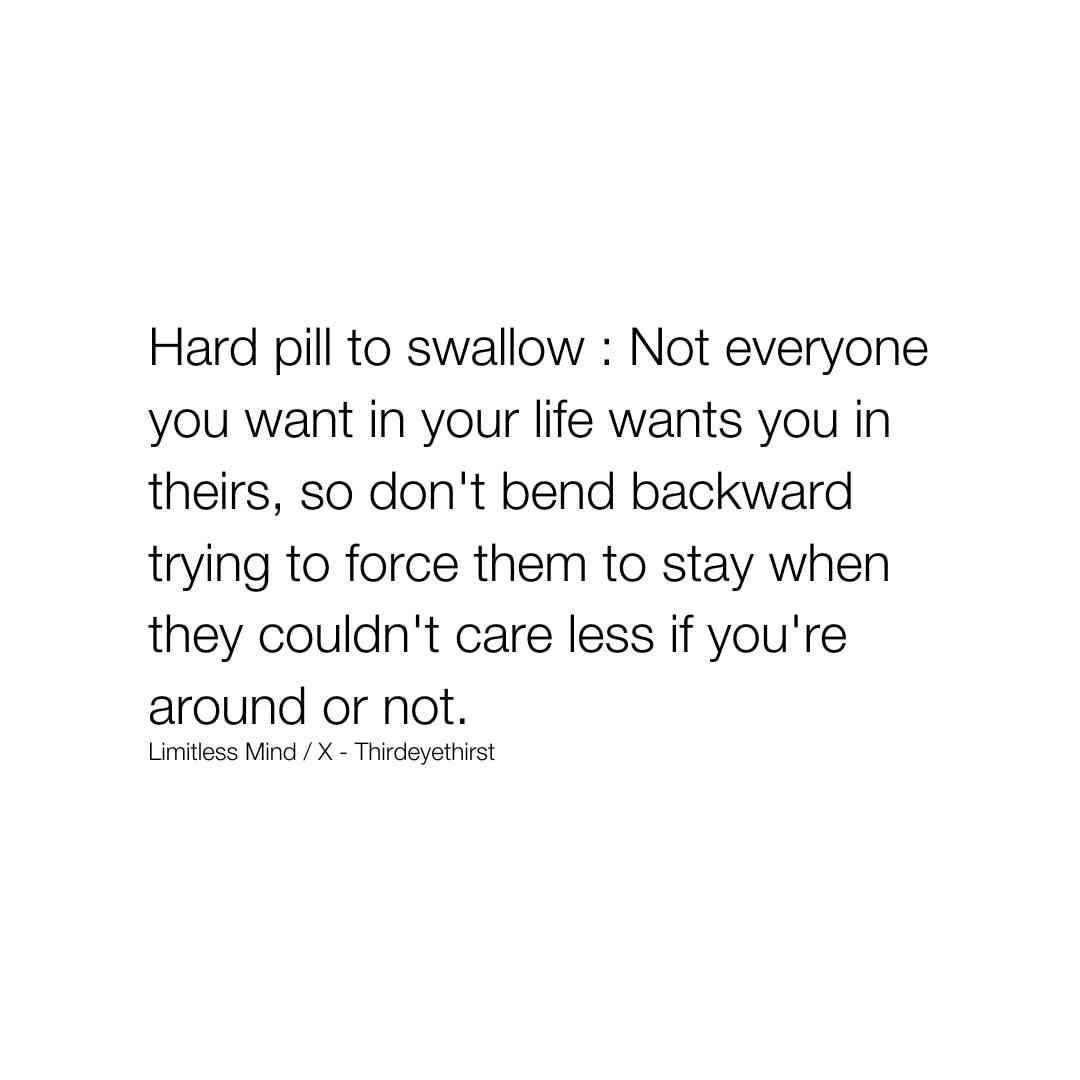 Hard pill to swallow : Not everyone
you want in your life wants you in
theirs, so don't bend backward
trying to force them to stay when
they couldn't care less if you're
around or not.
Limitless Mind / X - Thirdeyethirst